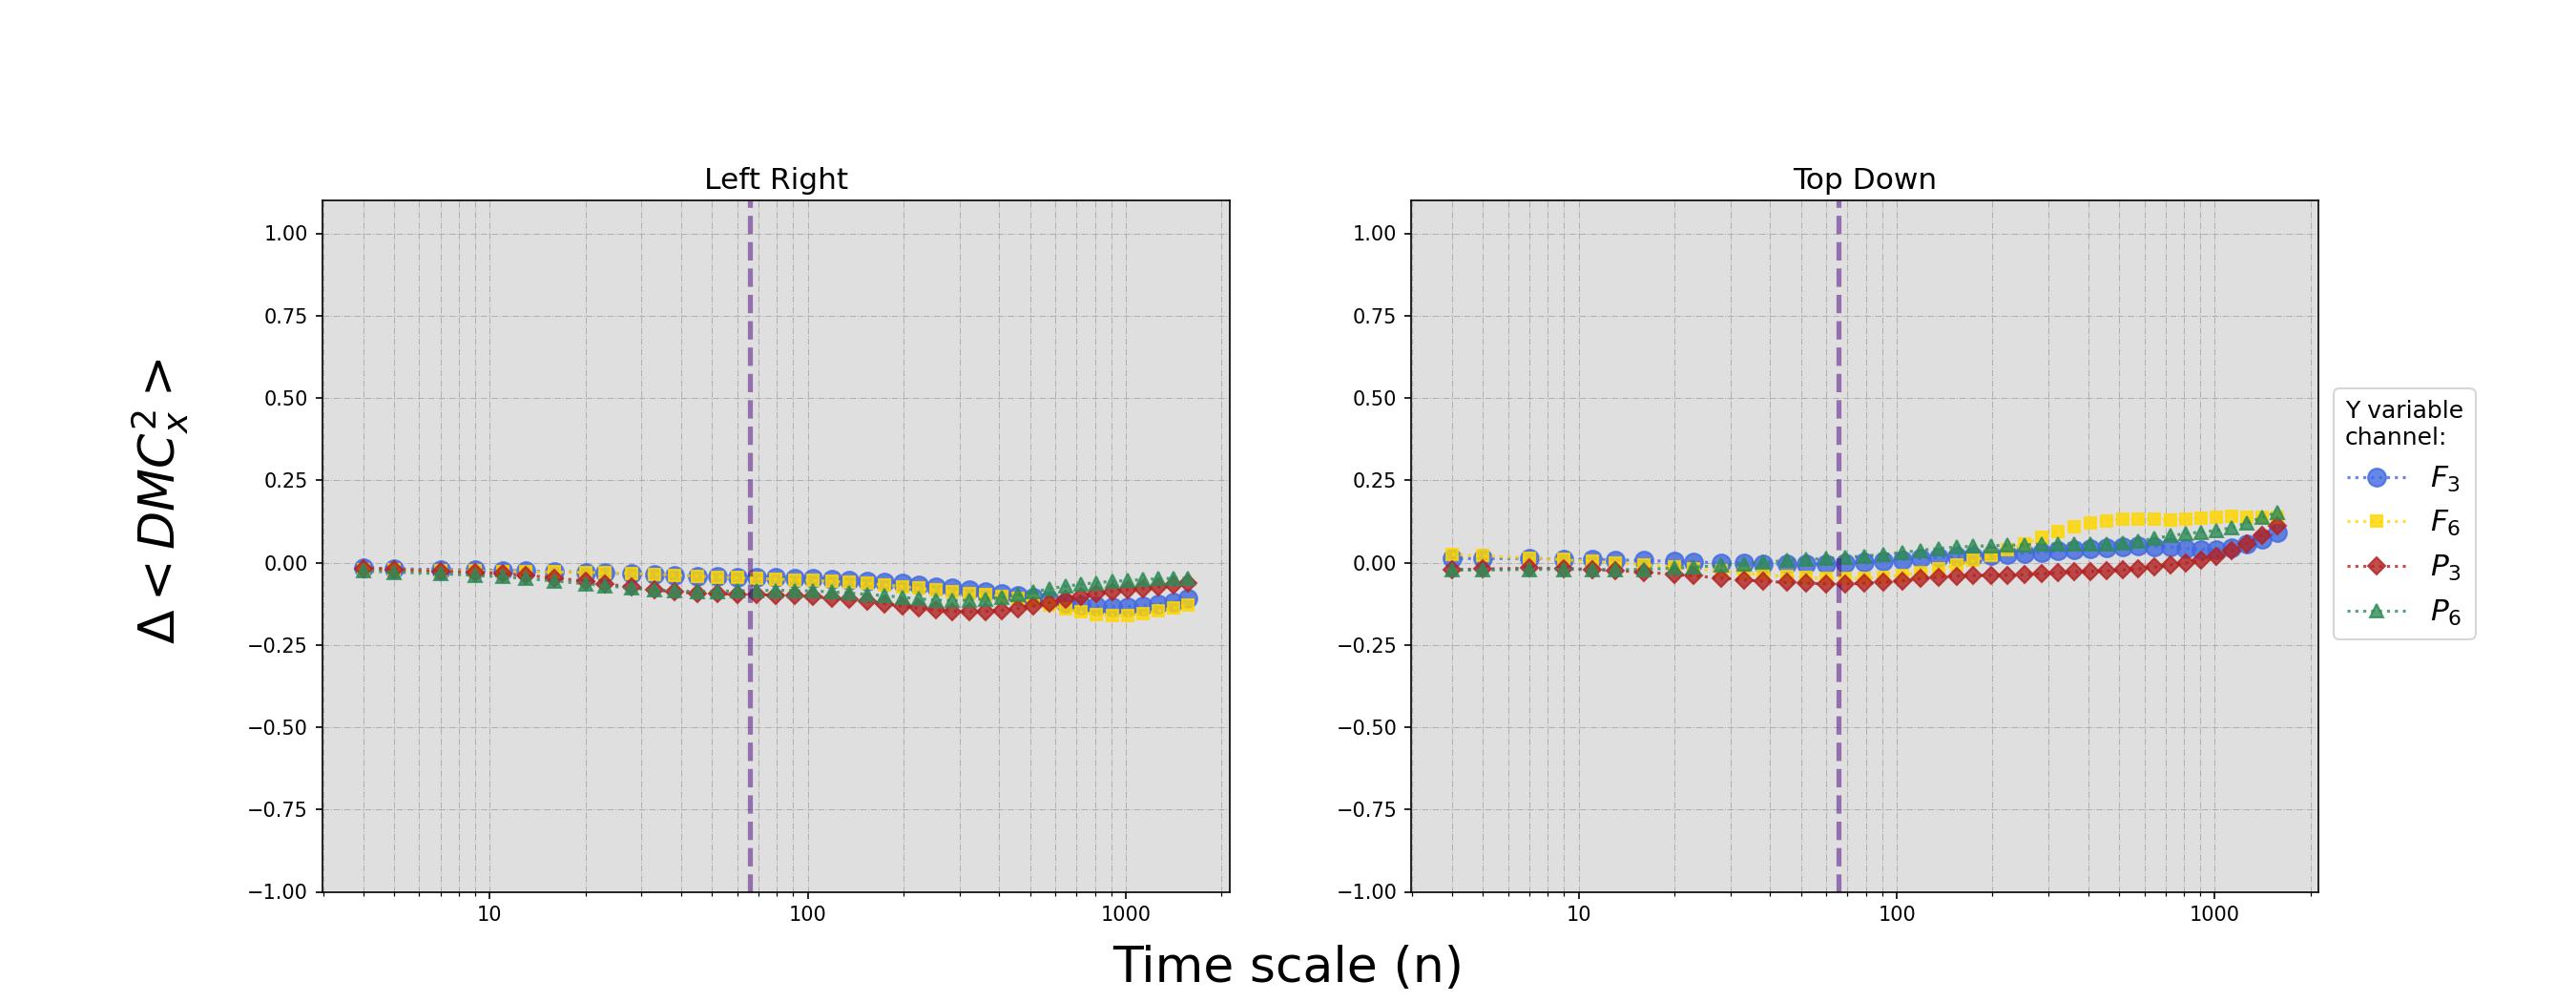 Left Right
Top Down
1.00
0.75
0.50
0.25
0.00
−0.25
−0.50
−0.75
−1.00
10 100 1000
1.00
0.75
0.50
0.25
0.00
−0.25
−0.50
−0.75
−1.00
10 100 1000
Δ < DMC²ₓ >
Time scale (n)
Y variable
channel:
F₃
F₆
P₃
P₆